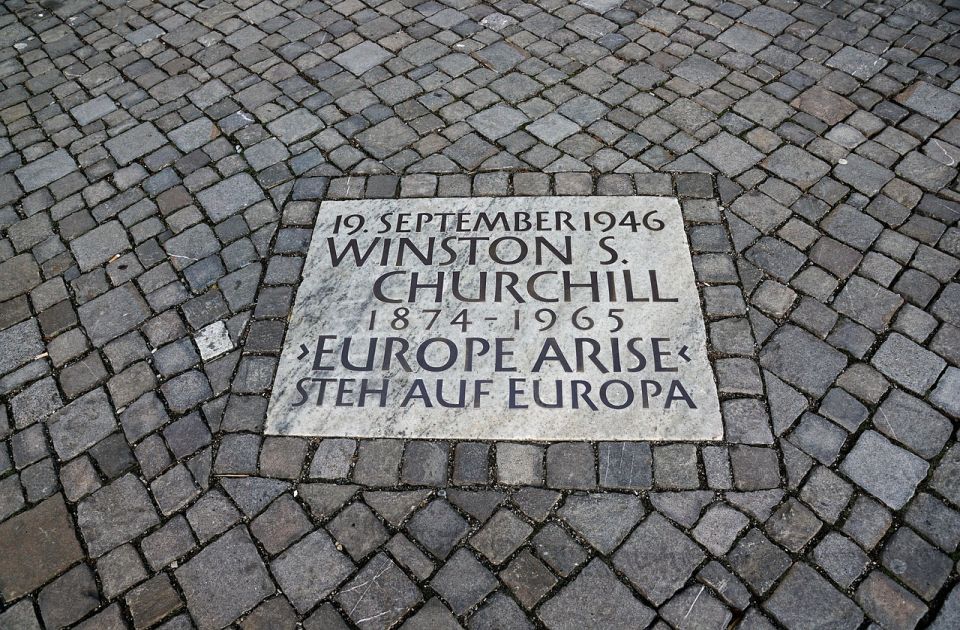 19. SEPTEMBER 1946
WINSTON S.
CHURCHILL
1874-1965
›EUROPE ARISE‹
STEH AUF EUROPA